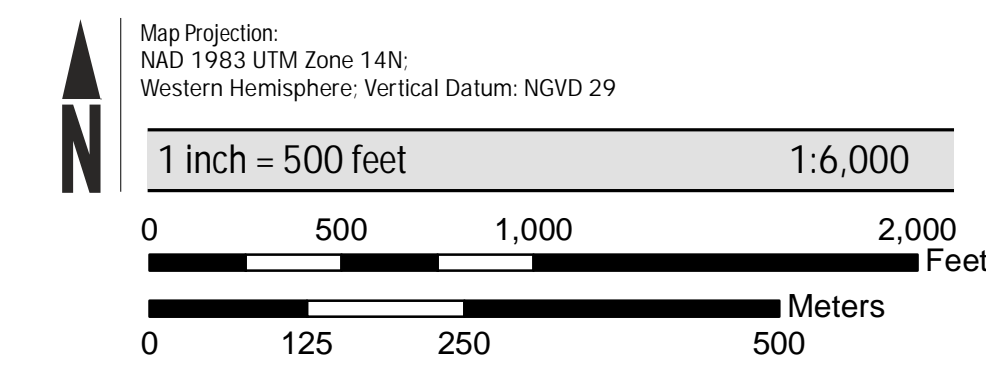 Map Projection:
NAD 1983 UTM Zone 14N;
Western Hemisphere; Vertical Datum: NGVD 29
N
1 inch = 500 feet 1:6,000
0 500 1,000 2,000
Feet
Meters
0 125 250 500